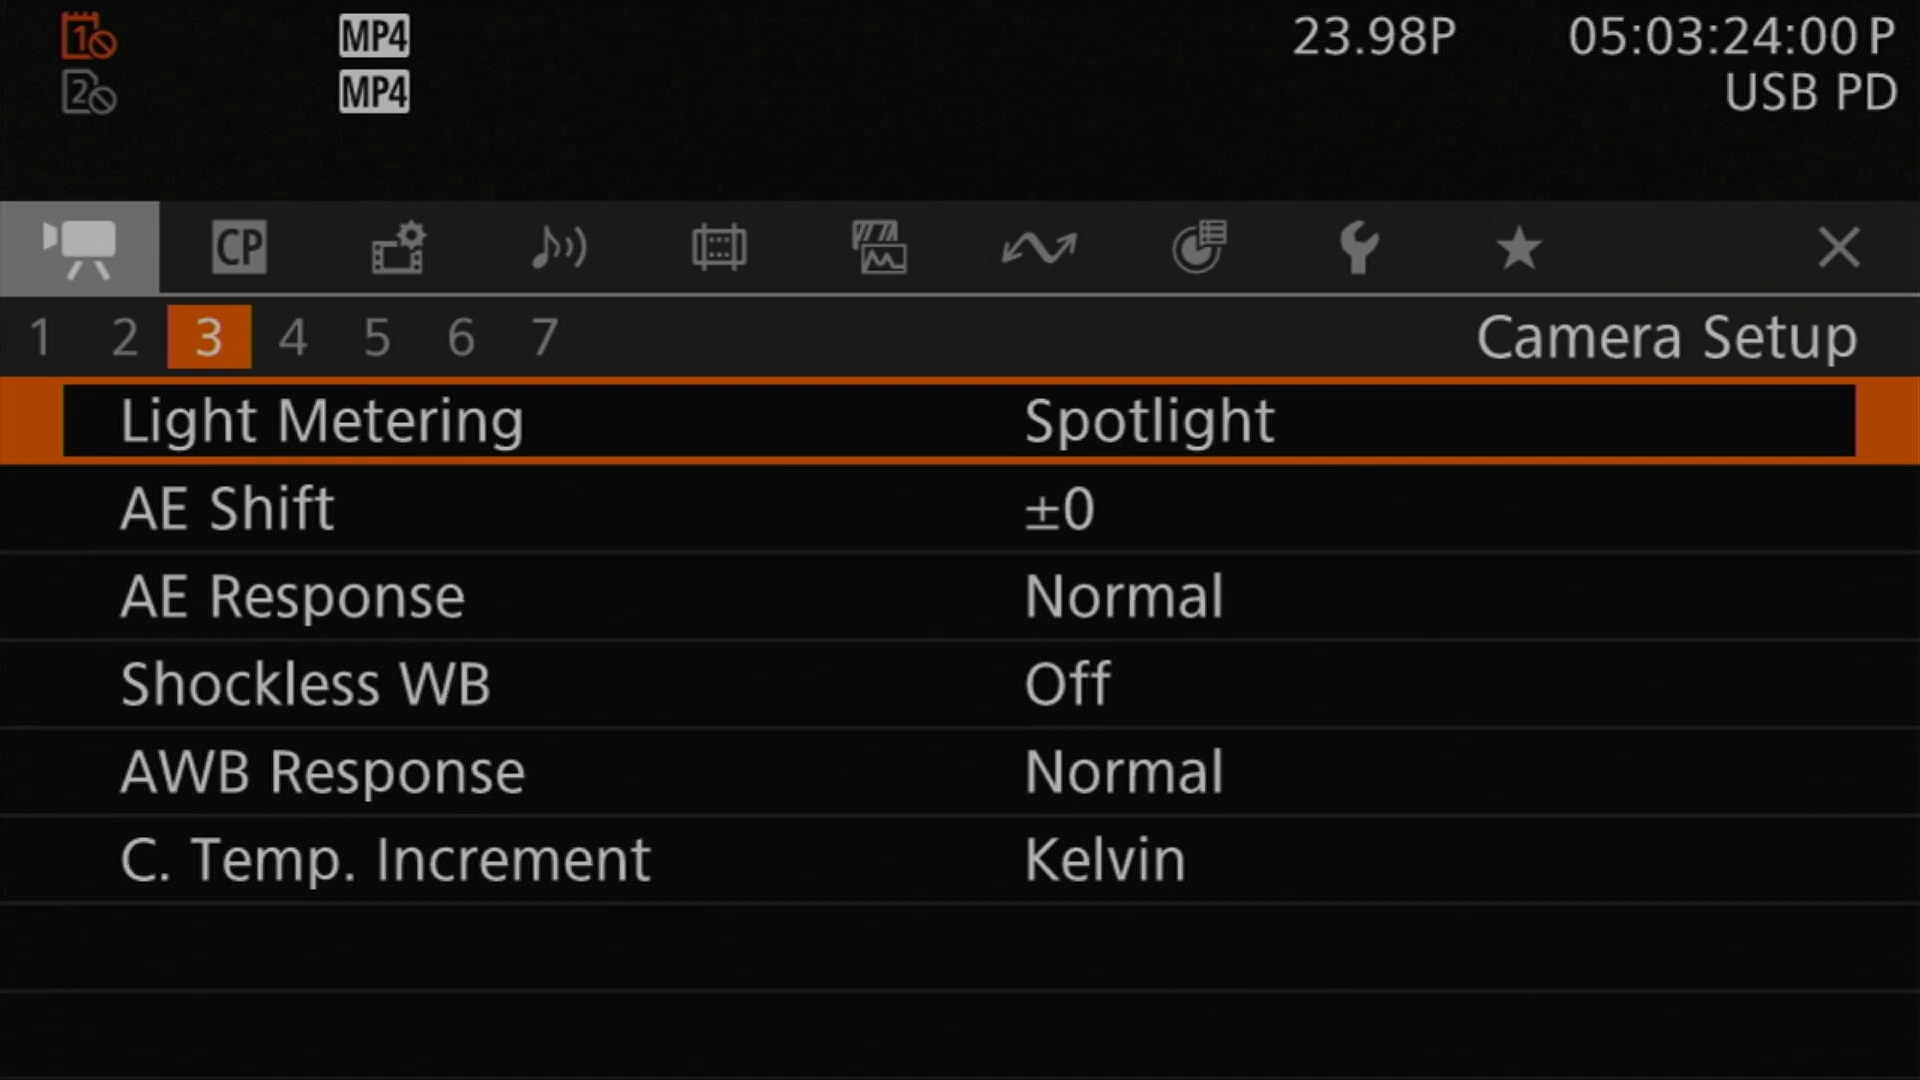 1 MP4 23.98P 05:03:24:00 P
2 MP4 USB PD
CP
1 2 3 4 5 6 7 Camera Setup
Light Metering Spotlight
AE Shift ±0
AE Response Normal
Shockless WB Off
AWB Response Normal
C. Temp. Increment Kelvin